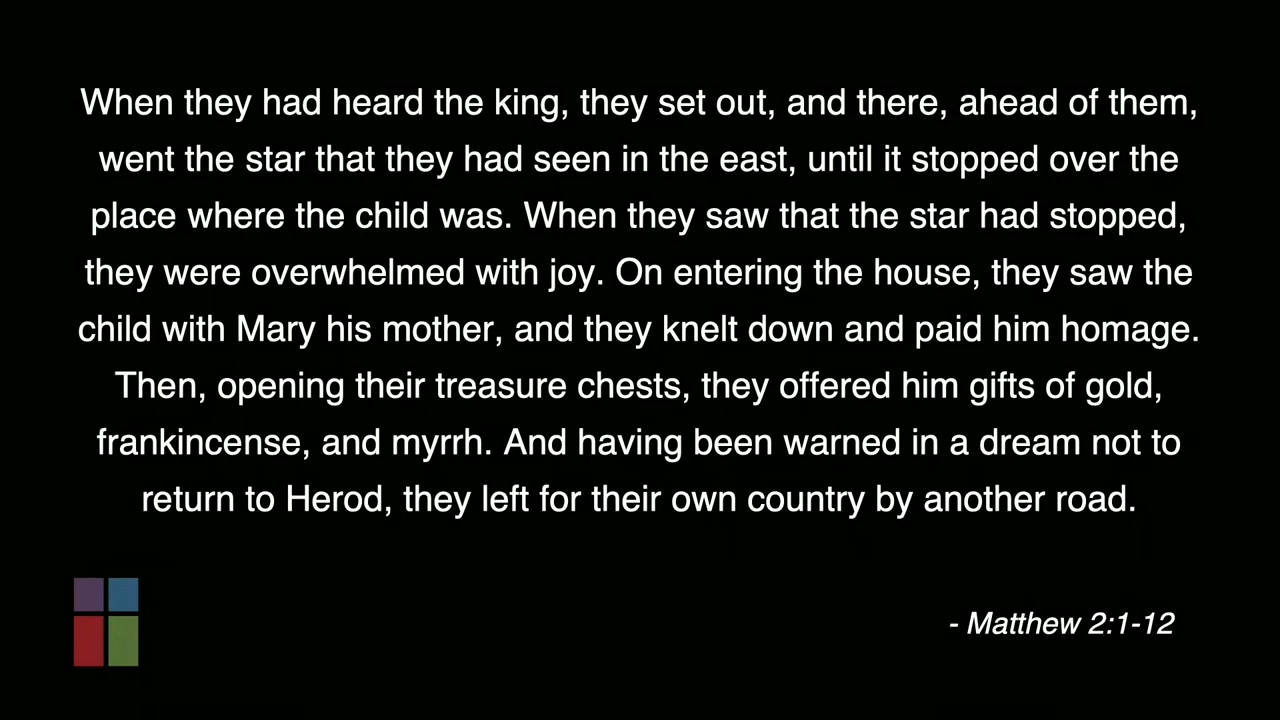 When they had heard the king, they set out, and there, ahead of them,
went the star that they had seen in the east, until it stopped over the
place where the child was. When they saw that the star had stopped,
they were overwhelmed with joy. On entering the house, they saw the
child with Mary his mother, and they knelt down and paid him homage.
Then, opening their treasure chests, they offered him gifts of gold,
frankincense, and myrrh. And having been warned in a dream not to
return to Herod, they left for their own country by another road.
- Matthew 2:1-12